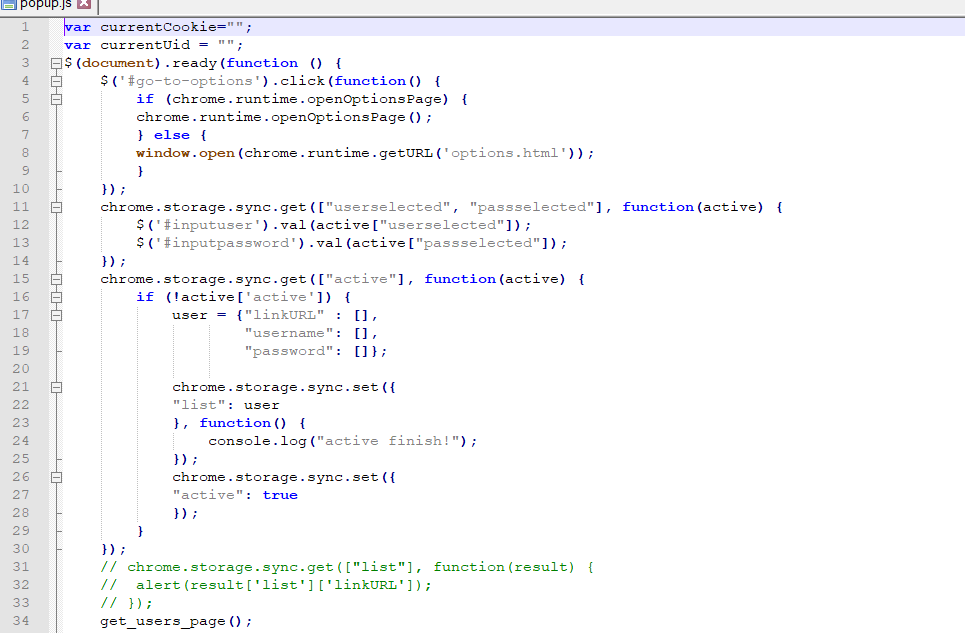 popup.js
1 var currentCookie="";
2 var currentUid = "";
3 $(document).ready(function () {
4     $('#go-to-options').click(function() {
5         if (chrome.runtime.openOptionsPage) {
6         chrome.runtime.openOptionsPage();
7         } else {
8         window.open(chrome.runtime.getURL('options.html'));
9         }
10     });
11     chrome.storage.sync.get(["userselected", "passselected"], function(active) {
12         $('#inputuser').val(active["userselected"]);
13         $('#inputpassword').val(active["passselected"]);
14     });
15     chrome.storage.sync.get(["active"], function(active) {
16         if (!active['active']) {
17             user = {"linkURL" : [],
18                     "username": [],
19                     "password": []};
20
21             chrome.storage.sync.set({
22             "list": user
23             }, function() {
24                 console.log("active finish!");
25             });
26             chrome.storage.sync.set({
27             "active": true
28             });
29         }
30     });
31     // chrome.storage.sync.get(["list"], function(result) {
32     //  alert(result['list']['linkURL']);
33     // });
34     get_users_page();